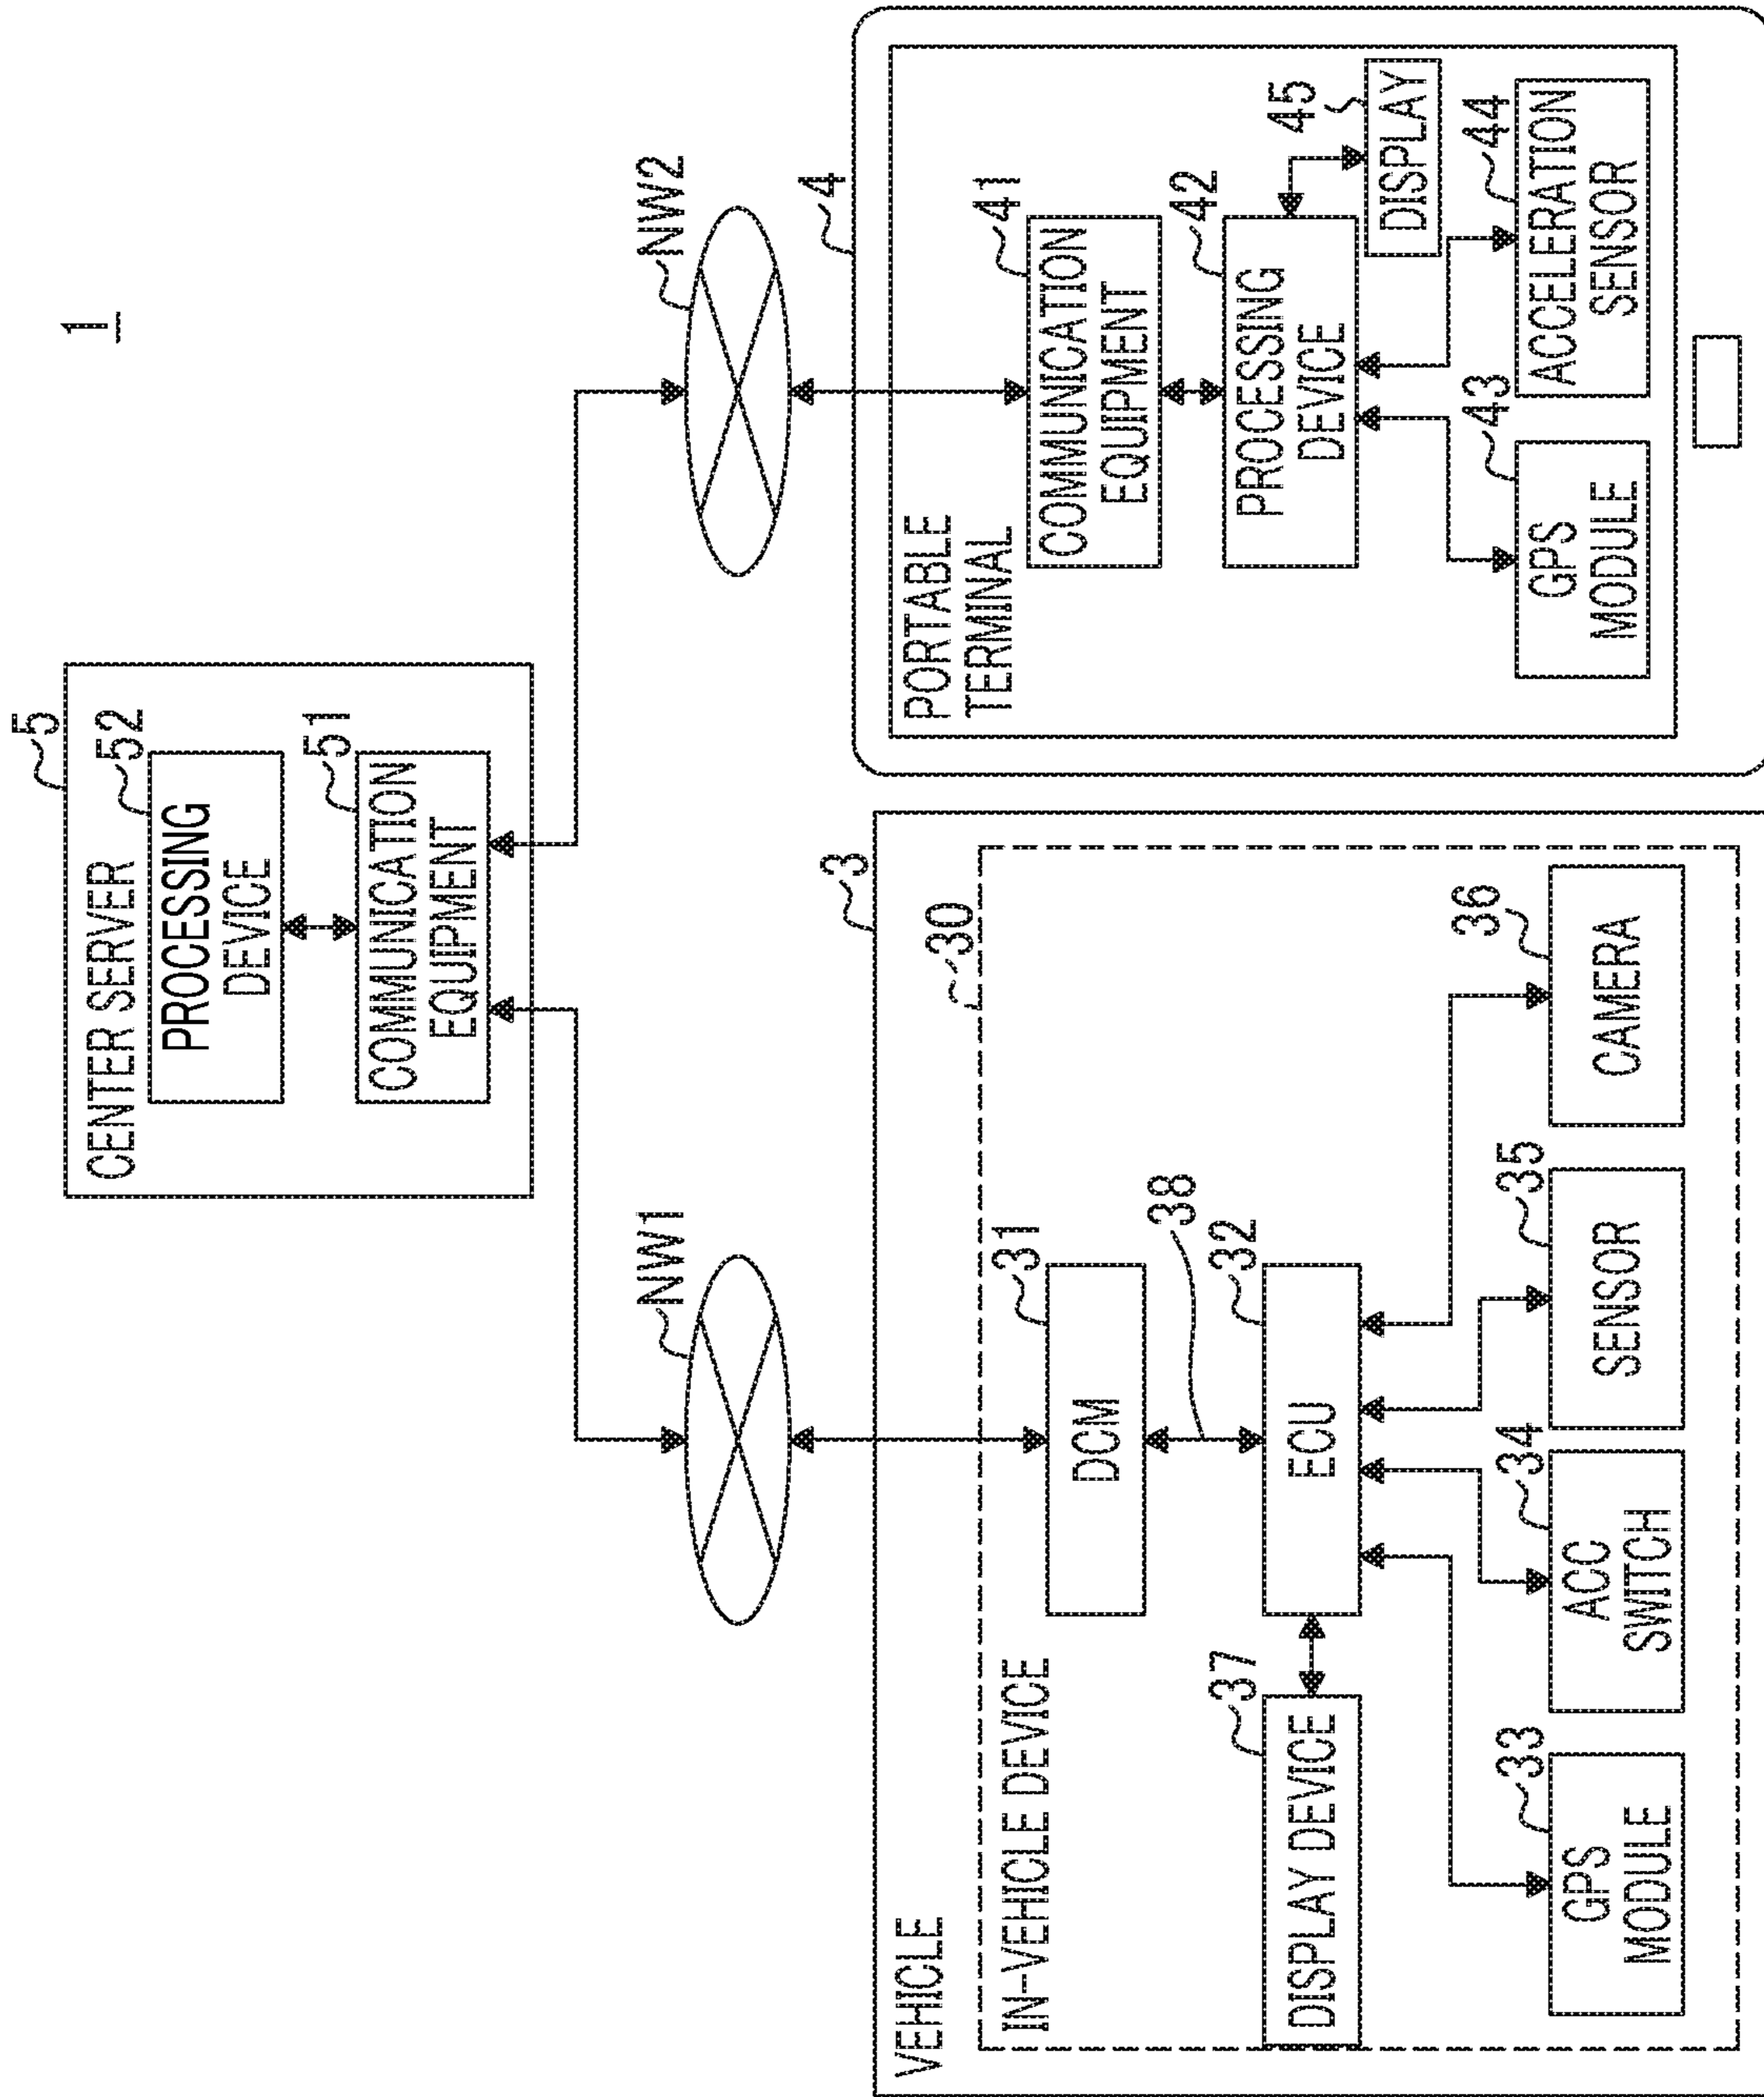 1
5
CENTER SERVER
52
PROCESSING
DEVICE
51
COMMUNICATION
EQUIPMENT
NW1
NW2
3
VEHICLE
30
IN-VEHICLE DEVICE
31
DCM
38
37
DISPLAY DEVICE
32
ECU
33
GPS
MODULE
34
ACC
SWITCH
35
SENSOR
36
CAMERA
4
PORTABLE
TERMINAL
41
COMMUNICATION
EQUIPMENT
42
PROCESSING
DEVICE
45
DISPLAY
43
GPS
MODULE
44
ACCELERATION
SENSOR